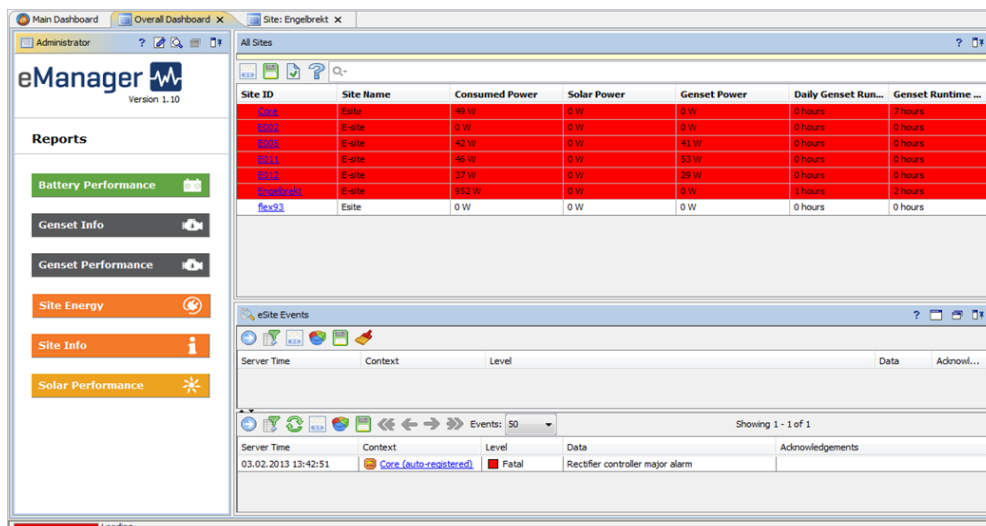 Main Dashboard Overall Dashboard Site: Engelbrekt
Administrator
eManager
Version 1.10
Reports
Battery Performance
Genset Info
Genset Performance
Site Energy
Site Info
Solar Performance
All Sites
Site ID Site Name Consumed Power Solar Power Genset Power Daily Genset Run... Genset Runtime ...
Core Esite 49 W 0 W 0 W 0 hours 7 hours
E002 E-site 0 W 0 W 0 W 0 hours 0 hours
E005 E-site 42 W 0 W 41 W 0 hours 0 hours
E011 E-site 46 W 0 W 53 W 0 hours 0 hours
E012 E-site 37 W 0 W 29 W 0 hours 0 hours
Engelbrekt E-site 952 W 0 W 0 W 1 hours 2 hours
flex93 Esite 0 W 0 W 0 W 0 hours 0 hours
eSite Events
Server Time Context Level Data Acknowl...
Events: 50 Showing 1 - 1 of 1
Server Time Context Level Data Acknowledgements
03.02.2013 13:42:51 Core (auto-registered) Fatal Rectifier controller major alarm